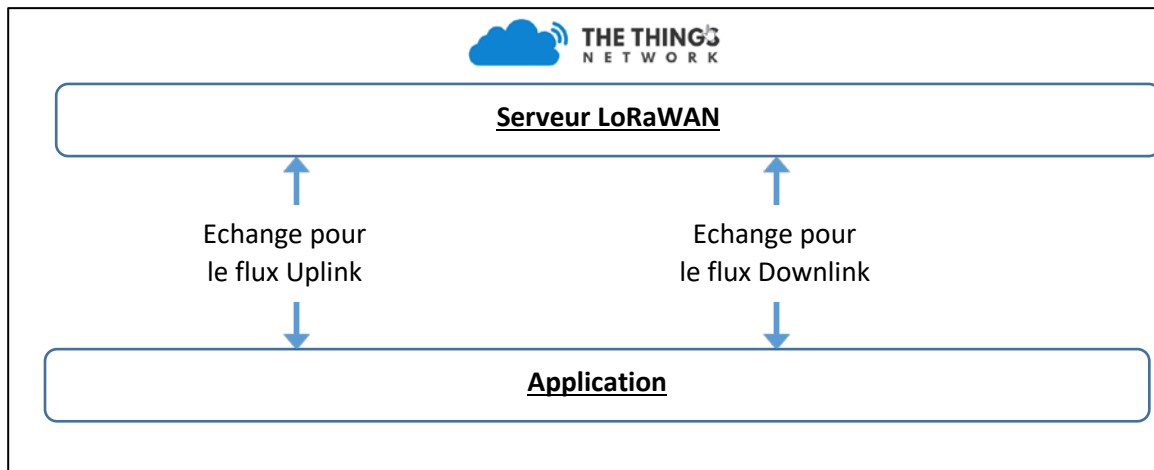 THE THINGS
NETWORK
Serveur LoRaWAN
Echange pour
le flux Uplink
Echange pour
le flux Downlink
Application